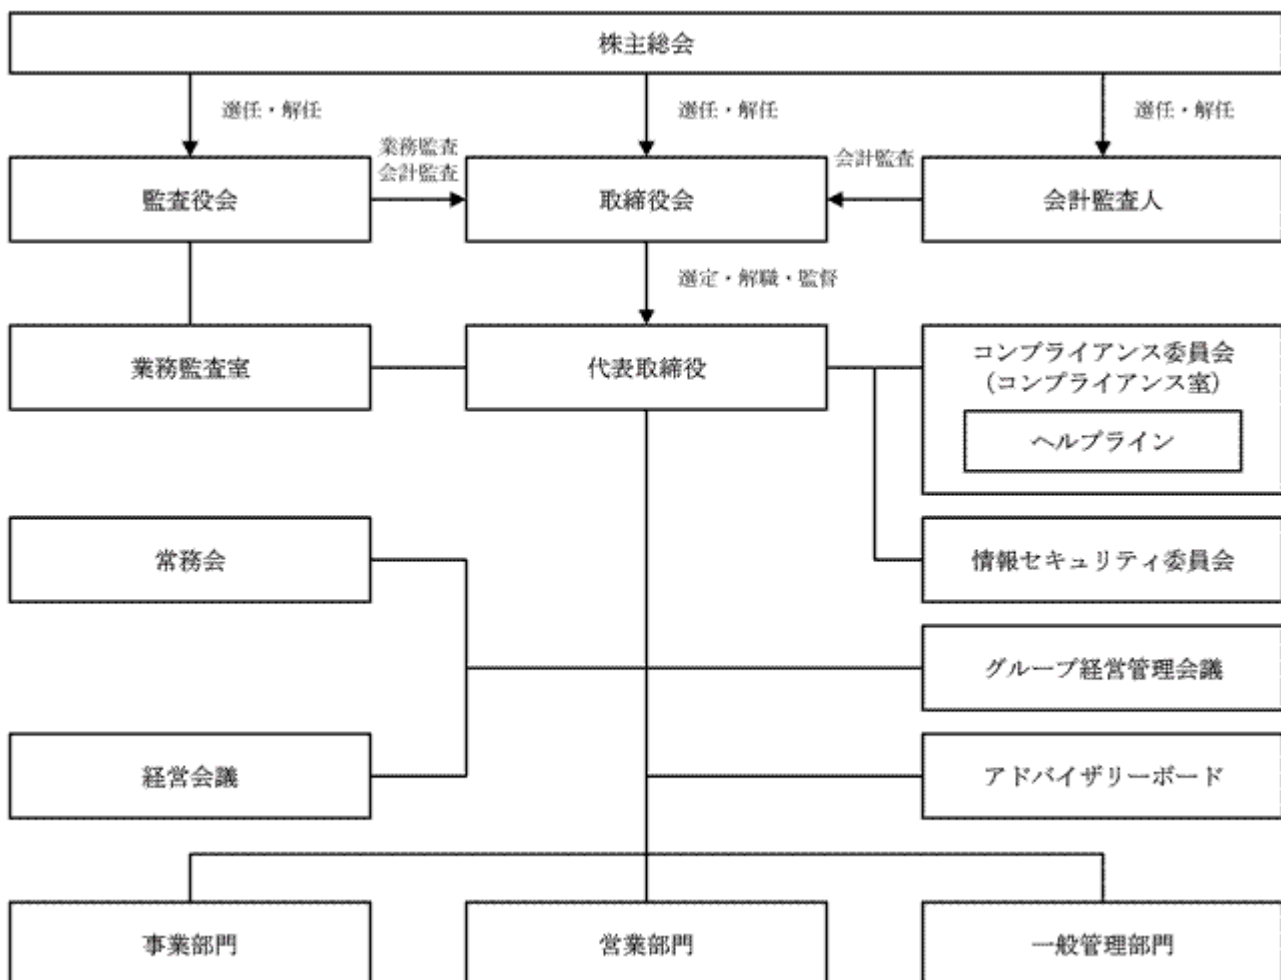 株主総会
選任・解任
選任・解任
選任・解任
業務監査
会計監査
会計監査
監査役会
取締役会
会計監査人
選定・解職・監督
業務監査室
代表取締役
コンプライアンス委員会
(コンプライアンス室)
ヘルプライン
常務会
情報セキュリティ委員会
グループ経営管理会議
経営会議
アドバイザリーボード
事業部門
営業部門
一般管理部門